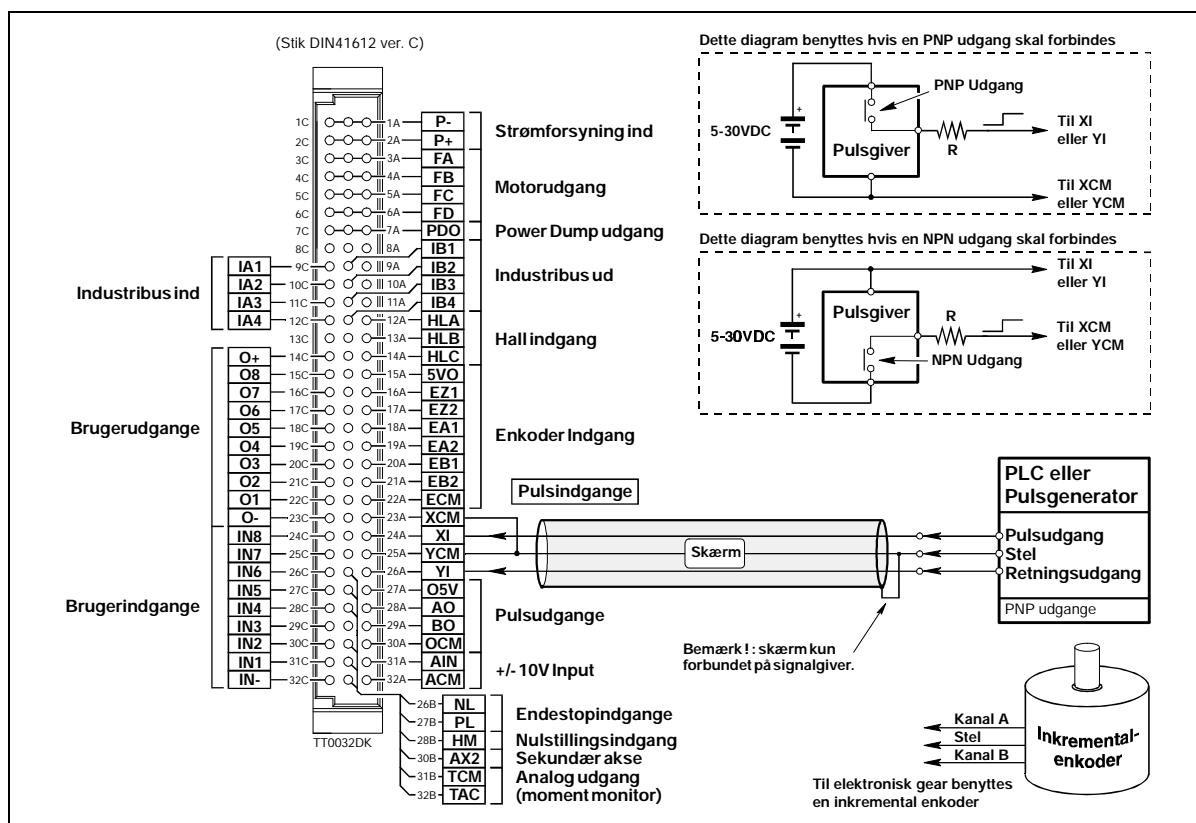 (Stik DIN41612 ver. C)
1C 1A P-
2C 2A P+
Strømforsyning ind
3C 3A FA
4C 4A FB
5C 5A FC
6C 6A FD
Motorudgang
7C 7A PDO
Power Dump udgang
8C 8A IB1
IA1 9C 9A IB2
IA2 10C 10A IB3
IA3 11C 11A IB4
Industribus ind
Industribus ud
IA4 12C 12A HLA
13C 13A HLB
O+ 14C 14A HLC
Hall indgang
O8 15C 15A 5VO
O7 16C 16A EZ1
O6 17C 17A EZ2
O5 18C 18A EA1
O4 19C 19A EA2
O3 20C 20A EB1
O2 21C 21A EB2
O1 22C 22A ECM
Brugerudgange
Enkoder Indgang
O- 23C 23A XCM
IN8 24C 24A XI
IN7 25C 25A YCM
IN6 26C 26A YI
IN5 27C 27A O5V
IN4 28C 28A AO
IN3 29C 29A BO
IN2 30C 30A OCM
Brugerindgange
Pulsudgange
IN1 31C 31A AIN
IN- 32C 32A ACM
+/- 10V Input
26B NL
27B PL
Endestopindgange
28B HM
Nulstillingsindgang
30B AX2
Sekundær akse
31B TCM
32B TAC
Analog udgang
(moment monitor)
TT0032DK
Dette diagram benyttes hvis en PNP udgang skal forbindes
+
5-30VDC
PNP Udgang
Pulsgiver
R
Til XI
eller YI
Til XCM
eller YCM
Dette diagram benyttes hvis en NPN udgang skal forbindes
Til XI
eller YI
+
5-30VDC
Pulsgiver
R
NPN Udgang
Til XCM
eller YCM
Pulsindgange
Skærm
PLC eller
Pulsgenerator
Pulsudgang
Stel
Retningsudgang
PNP udgange
Bemærk ! : skærm kun
forbundet på signalgiver.
Kanal A
Stel
Kanal B
Inkremental-
enkoder
Til elektronisk gear benyttes
en inkremental enkoder